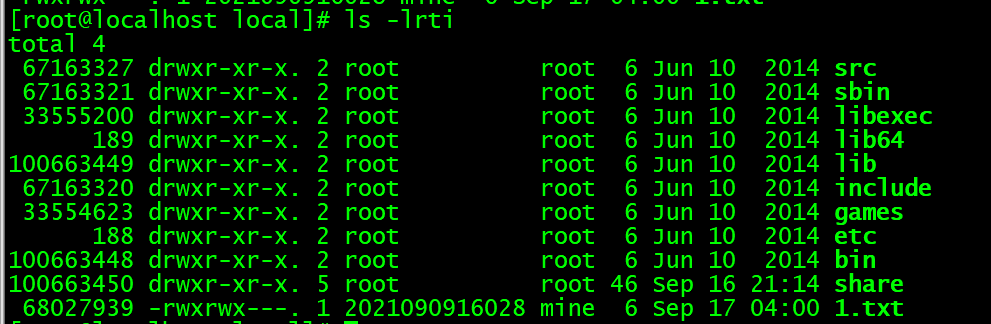 -rwxrwx---. 1 2021090916028 mine  6 Sep 17 04:00 1.txt
[root@localhost local]# ls -lrti
total 4
 67163327 drwxr-xr-x. 2 root          root  6 Jun 10  2014 src
 67163321 drwxr-xr-x. 2 root          root  6 Jun 10  2014 sbin
 33555200 drwxr-xr-x. 2 root          root  6 Jun 10  2014 libexec
      189 drwxr-xr-x. 2 root          root  6 Jun 10  2014 lib64
100663449 drwxr-xr-x. 2 root          root  6 Jun 10  2014 lib
 67163320 drwxr-xr-x. 2 root          root  6 Jun 10  2014 include
 33554623 drwxr-xr-x. 2 root          root  6 Jun 10  2014 games
      188 drwxr-xr-x. 2 root          root  6 Jun 10  2014 etc
100663448 drwxr-xr-x. 2 root          root  6 Jun 10  2014 bin
100663450 drwxr-xr-x. 5 root          root 46 Sep 16 21:14 share
 68027939 -rwxrwx---. 1 2021090916028 mine  6 Sep 17 04:00 1.txt